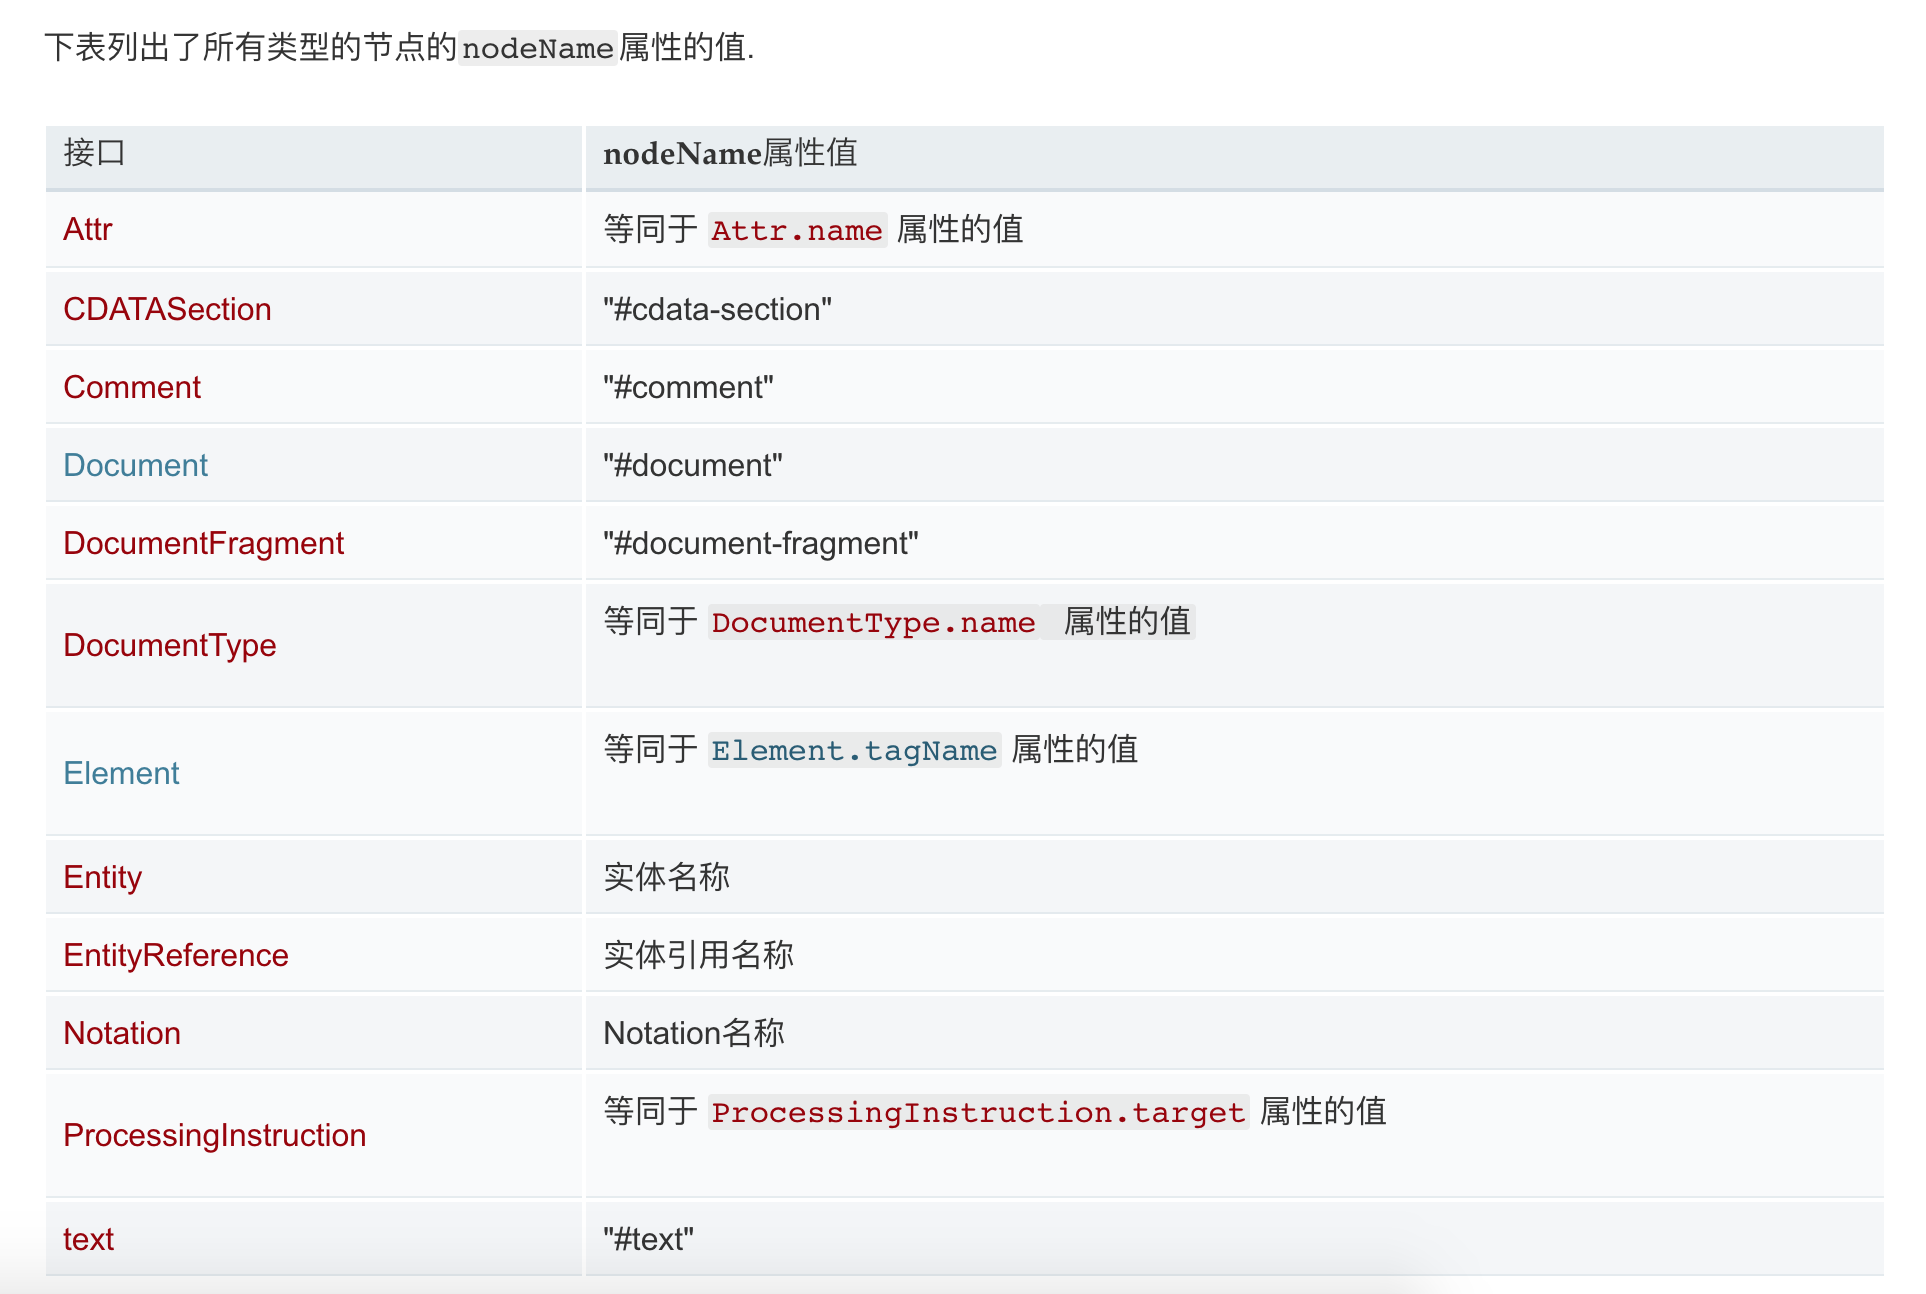 下表列出了所有类型的节点的nodeName属性的值.
接口 nodeName属性值
Attr 等同于 Attr.name 属性的值
CDATASection "#cdata-section"
Comment "#comment"
Document "#document"
DocumentFragment "#document-fragment"
DocumentType 等同于 DocumentType.name 属性的值
Element 等同于 Element.tagName 属性的值
Entity 实体名称
EntityReference 实体引用名称
Notation Notation名称
ProcessingInstruction 等同于 ProcessingInstruction.target 属性的值
text "#text"